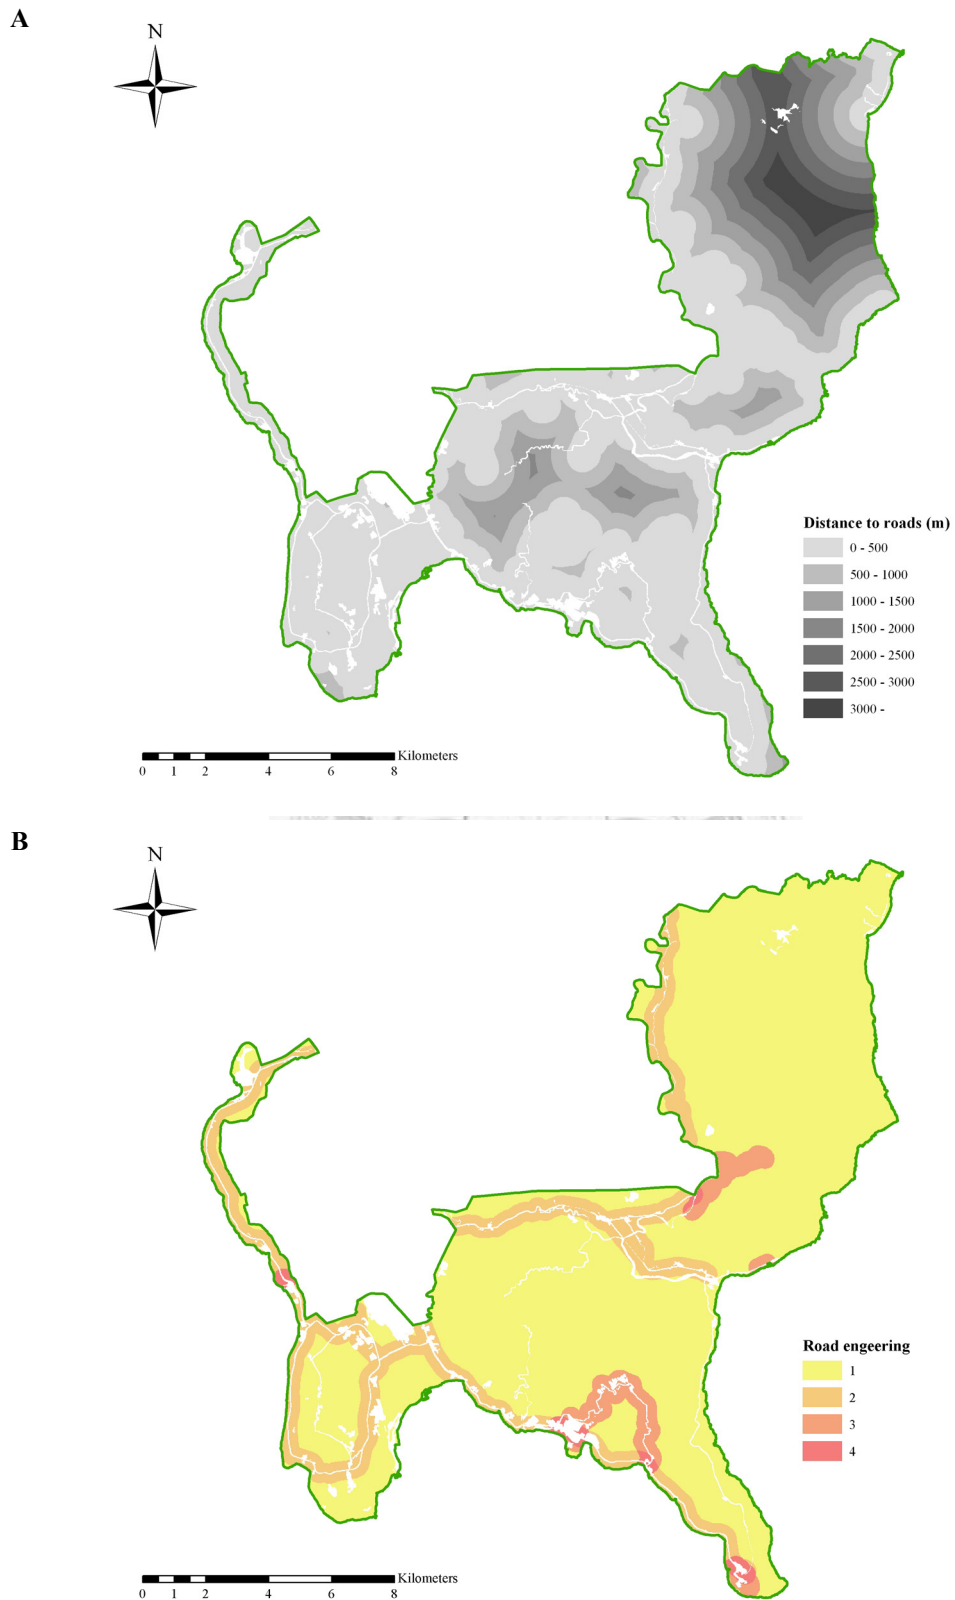 A
N
Distance to roads (m)
0 - 500
500 - 1000
1000 - 1500
1500 - 2000
2000 - 2500
2500 - 3000
3000 -
Kilometers
0 1 2 4 6 8
B
N
Road engeering
1
2
3
4
Kilometers
0 1 2 4 6 8